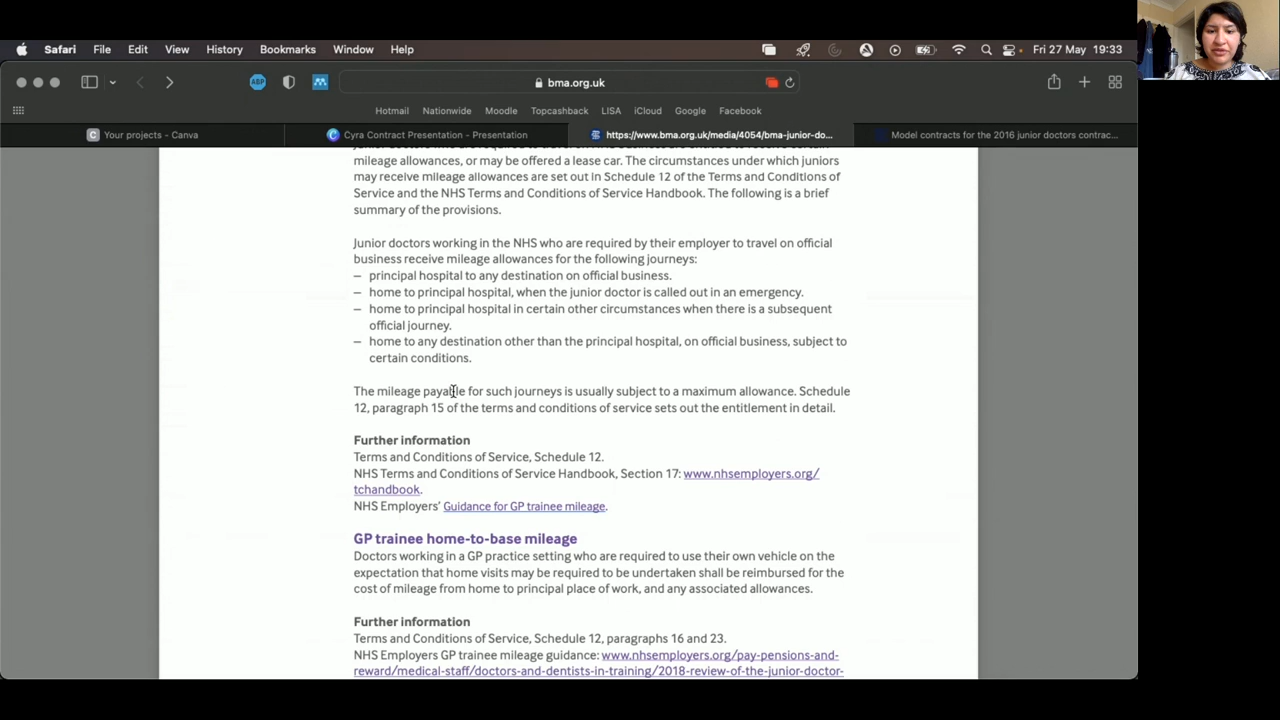 Safari File Edit View History Bookmarks Window Help Fri 27 May 19:33
ABP bma.org.uk
Hotmail Nationwide Moodle Topcashback LISA iCloud Google Facebook
C Your projects - Canva Cyra Contract Presentation - Presentation https://www.bma.org.uk/media/4054/bma-junior-do... Model contracts for the 2016 junior doctors contrac...
mileage allowances, or may be offered a lease car. The circumstances under which juniors
may receive mileage allowances are set out in Schedule 12 of the Terms and Conditions of
Service and the NHS Terms and Conditions of Service Handbook. The following is a brief
summary of the provisions.
Junior doctors working in the NHS who are required by their employer to travel on official
business receive mileage allowances for the following journeys:
– principal hospital to any destination on official business.
– home to principal hospital, when the junior doctor is called out in an emergency.
– home to principal hospital in certain other circumstances when there is a subsequent
official journey.
– home to any destination other than the principal hospital, on official business, subject to
certain conditions.
The mileage payable for such journeys is usually subject to a maximum allowance. Schedule
12, paragraph 15 of the terms and conditions of service sets out the entitlement in detail.
Further information
Terms and Conditions of Service, Schedule 12.
NHS Terms and Conditions of Service Handbook, Section 17: www.nhsemployers.org/
tchandbook.
NHS Employers’ Guidance for GP trainee mileage.
GP trainee home-to-base mileage
Doctors working in a GP practice setting who are required to use their own vehicle on the
expectation that home visits may be required to be undertaken shall be reimbursed for the
cost of mileage from home to principal place of work, and any associated allowances.
Further information
Terms and Conditions of Service, Schedule 12, paragraphs 16 and 23.
NHS Employers GP trainee mileage guidance: www.nhsemployers.org/pay-pensions-and-
reward/medical-staff/doctors-and-dentists-in-training/2018-review-of-the-junior-doctor-